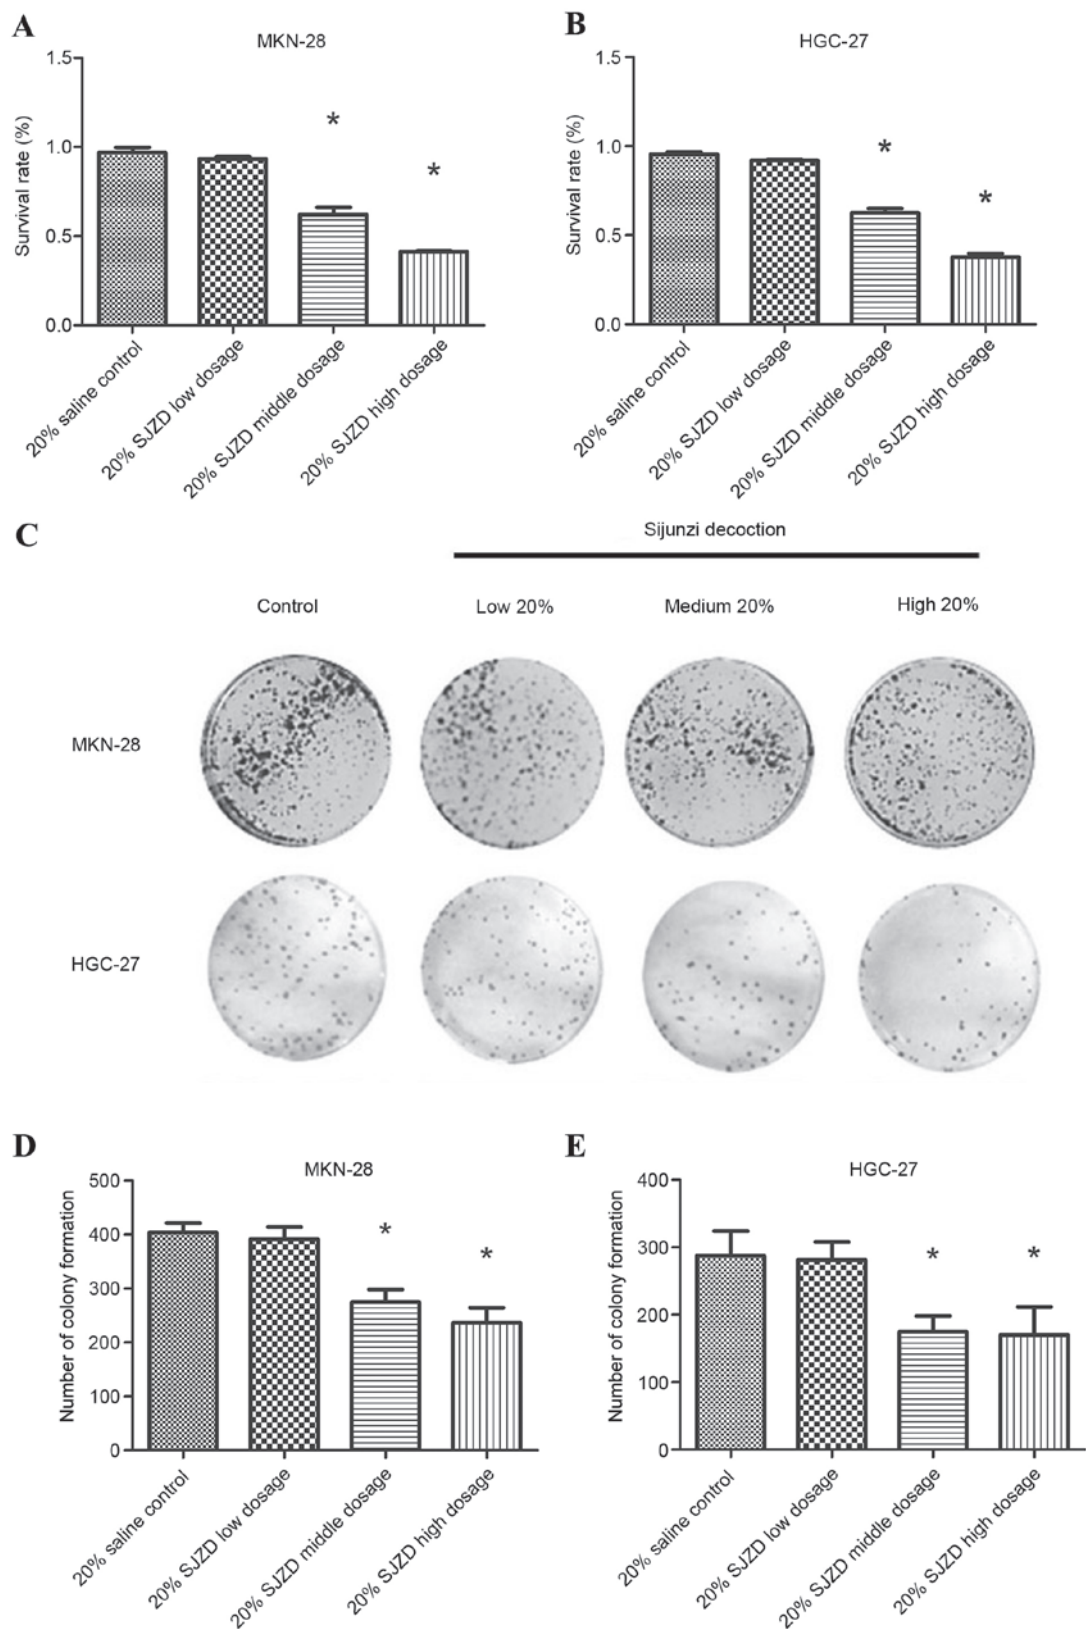 A
MKN-28
Survival rate (%)
1.5
1.0
0.5
0.0
*
*
20% saline control
20% SJZD low dosage
20% SJZD middle dosage
20% SJZD high dosage
B
HGC-27
Survival rate (%)
1.5
1.0
0.5
0.0
*
*
20% saline control
20% SJZD low dosage
20% SJZD middle dosage
20% SJZD high dosage
C
Sijunzi decoction
Control
Low 20%
Medium 20%
High 20%
MKN-28
HGC-27
D
MKN-28
Number of colony formation
500
400
300
200
100
0
*
*
20% saline control
20% SJZD low dosage
20% SJZD middle dosage
20% SJZD high dosage
E
HGC-27
Number of colony formation
400
300
200
100
0
*
*
20% saline control
20% SJZD low dosage
20% SJZD middle dosage
20% SJZD high dosage